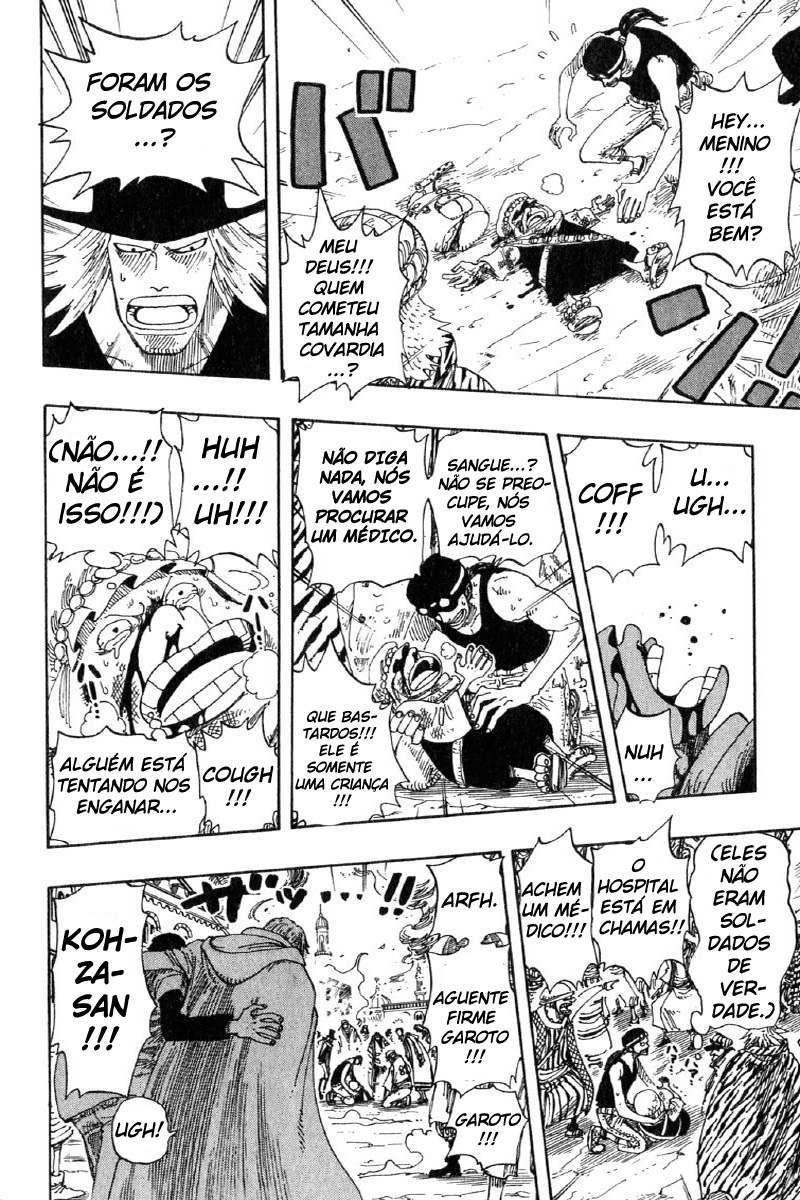 HEY...
MENINO
!!!
VOCÊ
ESTÁ
BEM?
MEU
DEUS!!!
QUEM
COMETEU
TAMANHA
COVARDIA
...?
FORAM OS
SOLDADOS
...?
U...
UGH...
COFF
!!!
NUH
...
SANGUE...?
NÃO SE PREO-
CUPE, NÓS
VAMOS
AJUDÁ-LO.
NÃO DIGA
NADA, NÓS
VAMOS
PROCURAR
UM MÉDICO.
QUE BAS-
TARDOS!!!
ELE É
SOMENTE
UMA CRIANÇA
!!!
HUH
...!!
UH!!!
(NÃO...!!
NÃO É
ISSO!!!)
COUGH
!!!
ALGUÉM ESTÁ
TENTANDO NOS
ENGANAR...
(ELES
NÃO
ERAM
SOL-
DADOS
DE
VER-
DADE.)
O
HOSPITAL
ESTÁ EM
CHAMAS!!
ACHEM
UM MÉ-
DICO!!!
ARFH.
AGUENTE
FIRME
GAROTO
!!!
GAROTO
!!!
ザッ!!
KOH-
ZA-
SAN
!!!
UGH!